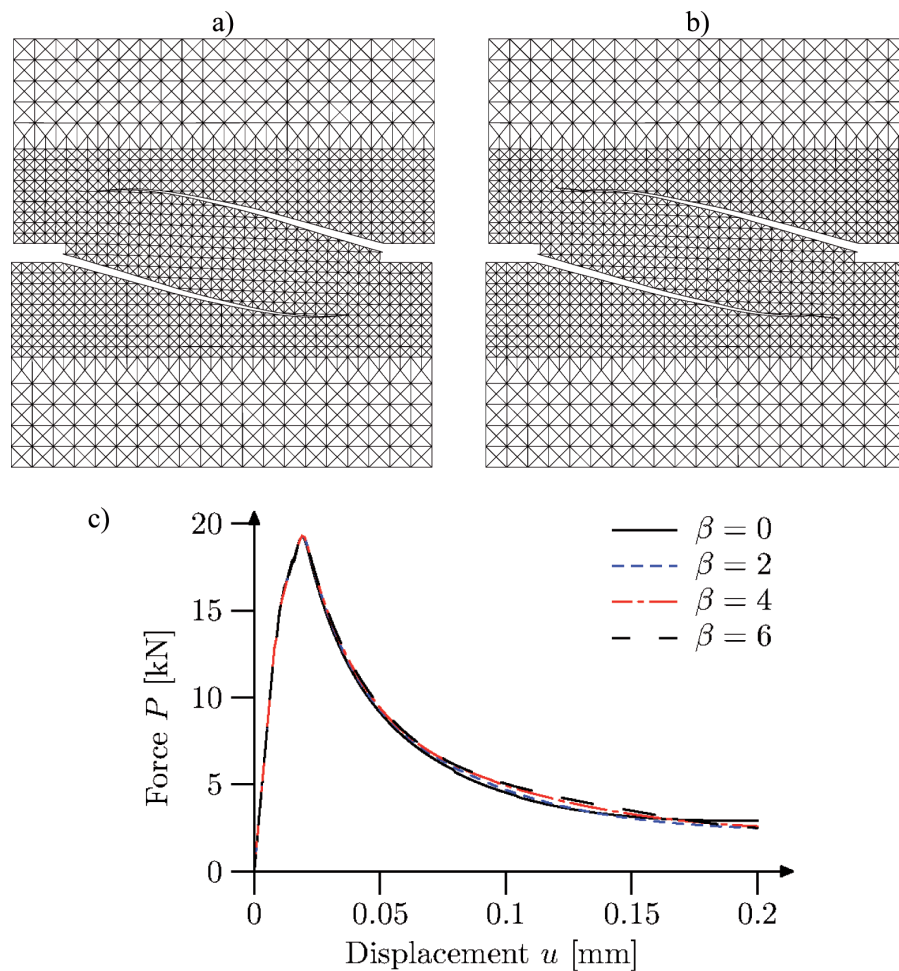 a)
b)
c)
20
15
10
5
0
Force P [kN]
0
0.05
0.1
0.15
0.2
Displacement u [mm]
β = 0
β = 2
β = 4
β = 6